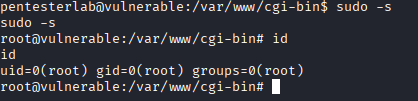 pentesterlab@vulnerable:/var/www/cgi-bin$ sudo -s
sudo -s
root@vulnerable:/var/www/cgi-bin# id
id
uid=0(root) gid=0(root) groups=0(root)
root@vulnerable:/var/www/cgi-bin#